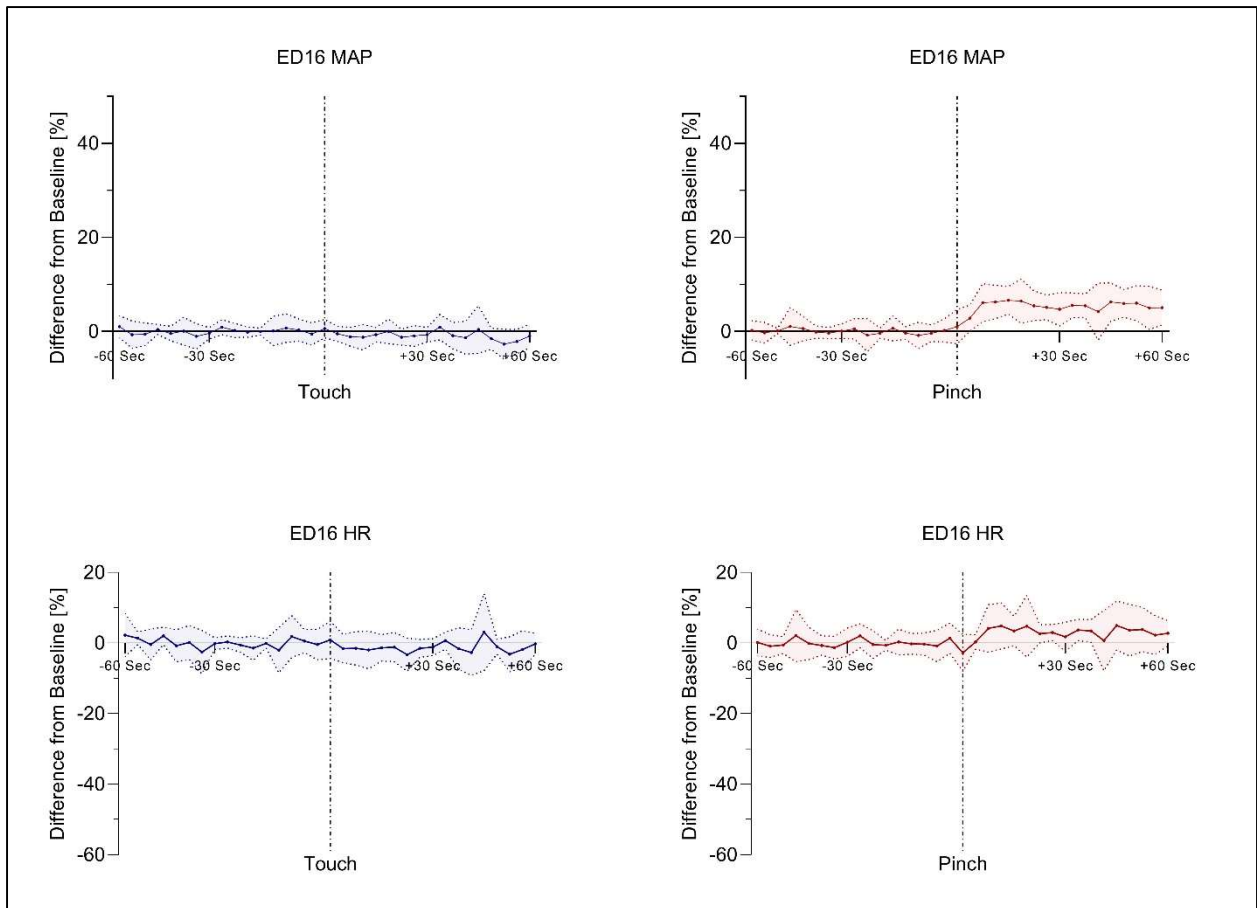 ED16 MAP
Difference from Baseline [%]
40
20
0
-60 Sec
-30 Sec
+30 Sec
+60 Sec
Touch
ED16 MAP
Difference from Baseline [%]
40
20
0
-60 Sec
-30 Sec
+30 Sec
+60 Sec
Pinch
ED16 HR
Difference from Baseline [%]
20
0
-20
-40
-60
-60 Sec
-30 Sec
+30 Sec
+60 Sec
Touch
ED16 HR
Difference from Baseline [%]
20
0
-20
-40
-60
-60 Sec
-30 Sec
+30 Sec
+60 Sec
Pinch